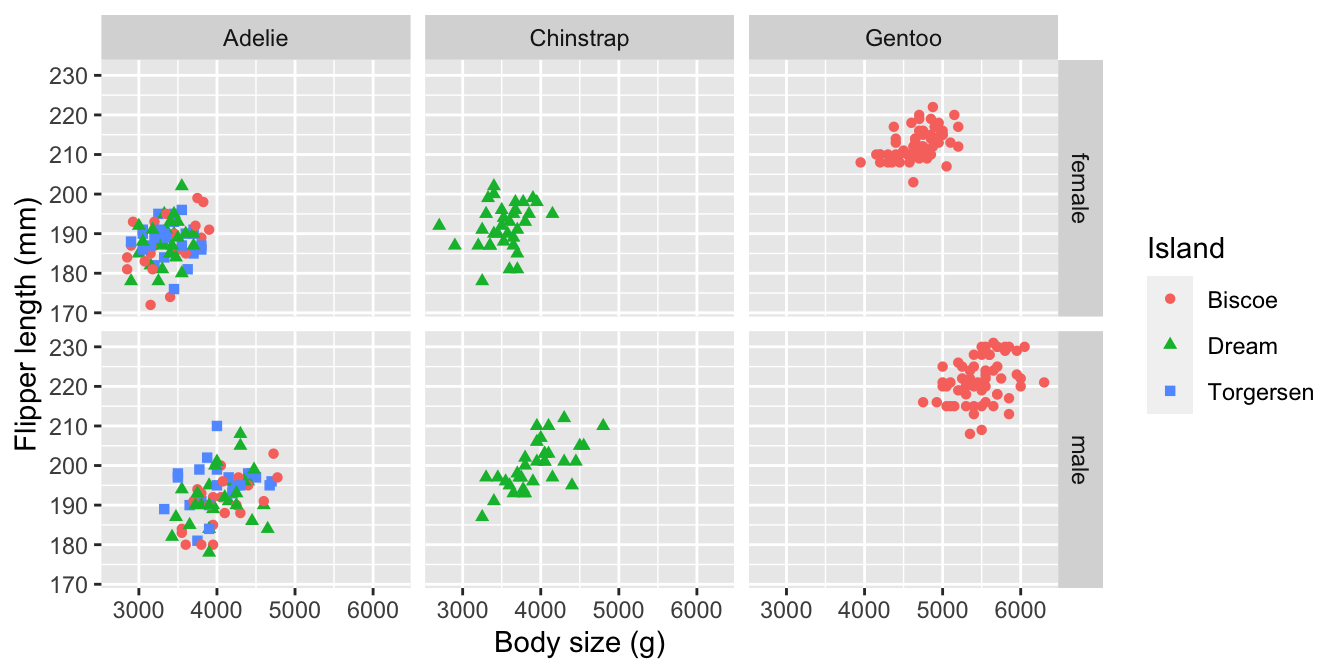 Adelie Chinstrap Gentoo
230
220
210
200
190
180
170
female
230
220
210
200
190
180
170
male
3000 4000 5000 6000 3000 4000 5000 6000 3000 4000 5000 6000
Body size (g)
Flipper length (mm)
Island
Biscoe
Dream
Torgersen